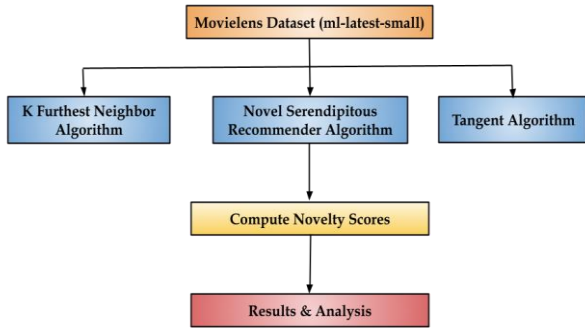 Movielens Dataset (ml-latest-small)
K Furthest Neighbor
Algorithm
Novel Serendipitous
Recommender Algorithm
Tangent Algorithm
Compute Novelty Scores
Results & Analysis